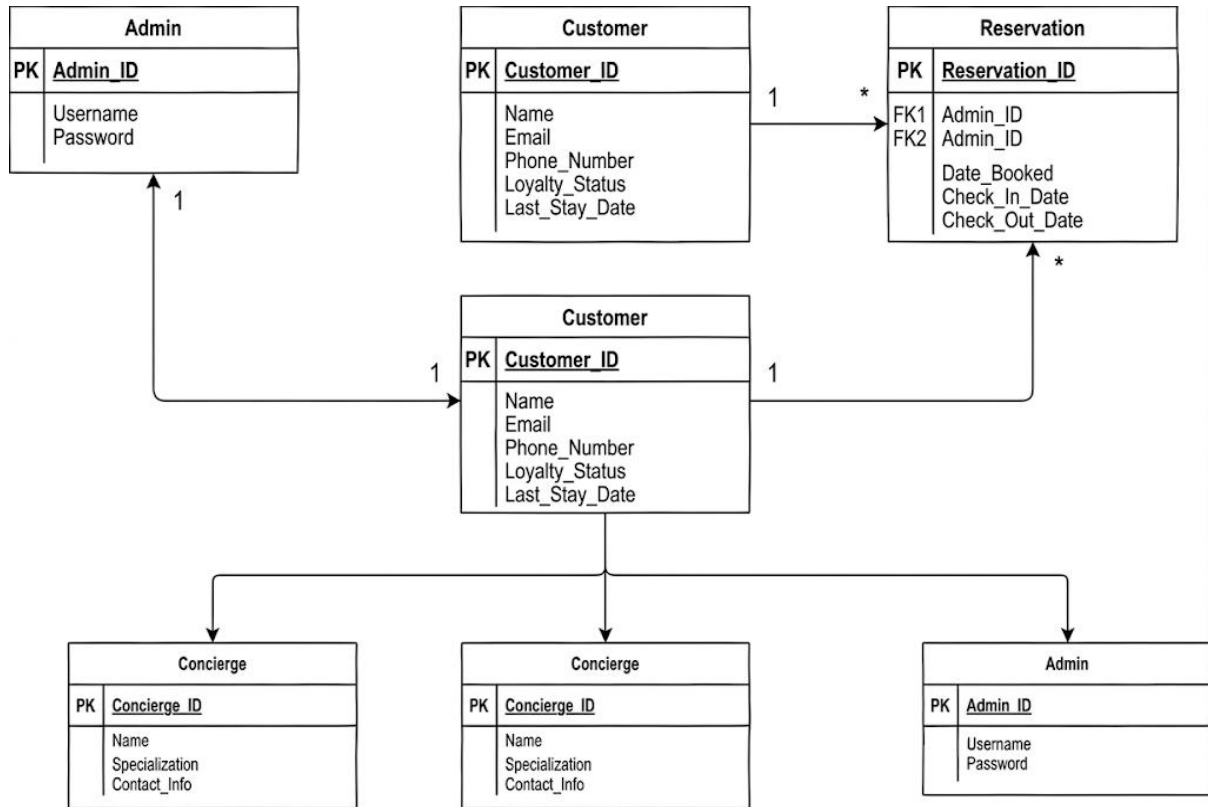 Admin
PK Admin_ID
Username
Password
1
Customer
PK Customer_ID
Name
Email
Phone_Number
Loyalty_Status
Last_Stay_Date
1 *
Reservation
PK Reservation_ID
FK1 Admin_ID
FK2 Admin_ID
Date_Booked
Check_In_Date
Check_Out_Date
*
Customer
1 PK Customer_ID 1
Name
Email
Phone_Number
Loyalty_Status
Last_Stay_Date
Concierge
PK Concierge_ID
Name
Specialization
Contact_Info
Concierge
PK Concierge_ID
Name
Specialization
Contact_Info
Admin
PK Admin_ID
Username
Password